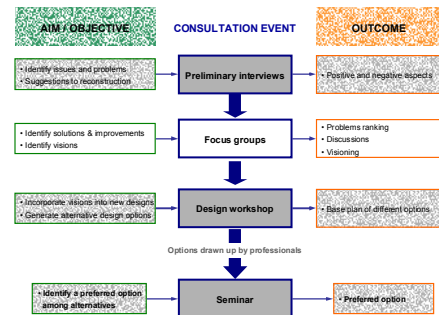 AIM / OBJECTIVE CONSULTATION EVENT OUTCOME
• Identify issues and problems
• Suggestions to reconstruction
Preliminary interviews
• Positive and negative aspects
• Identify solutions & improvements
• Identify visions
Focus groups
• Problems ranking
• Discussions
• Visioning
• Incorporate visions into new designs
• Generate alternative design options
Design workshop
• Base plan of different options
Options drawn up by professionals
• Identify a preferred option
among alternatives
Seminar
• Preferred option